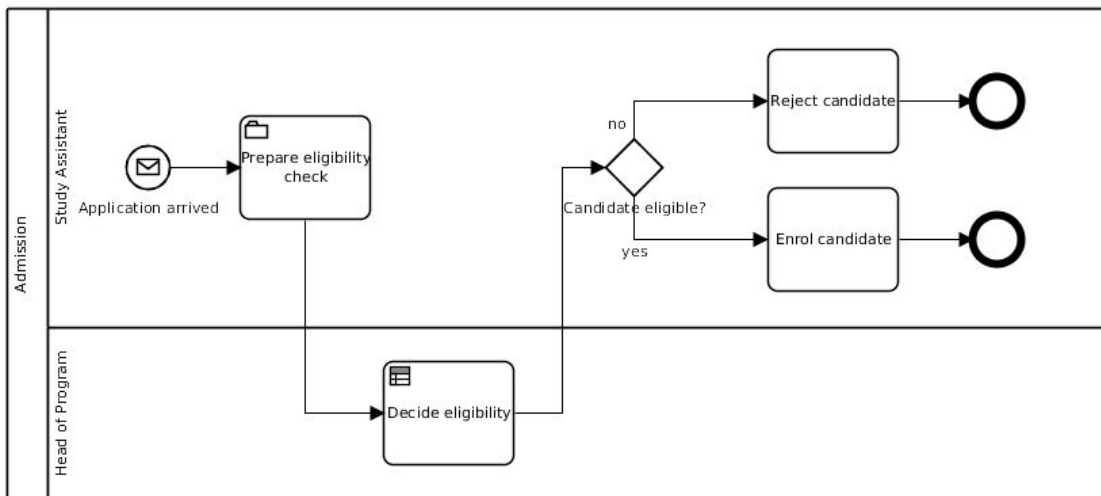 Admission
Study Assistant
Application arrived
Prepare eligibility
check
Candidate eligible?
no
yes
Reject candidate
Enrol candidate
Head of Program
Decide eligibility